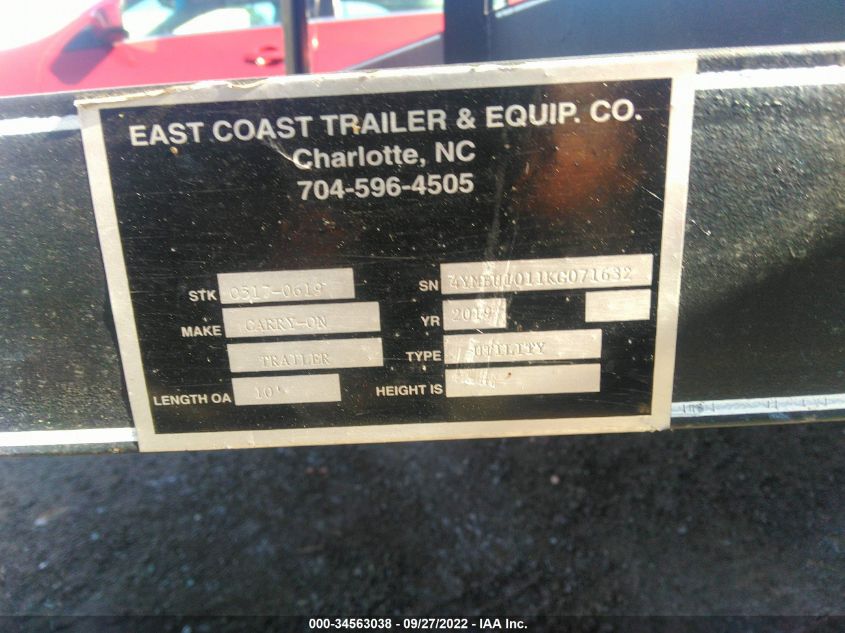 EAST COAST TRAILER & EQUIP. CO.
Charlotte, NC
704-596-4505
STK 0517-0619 SN 4YMBU1011KG071632
MAKE CARRY-ON YR 2019
TRAILER TYPE UTILITY
LENGTH OA 10' HEIGHT IS
000-34563038 - 09/27/2022 - IAA Inc.